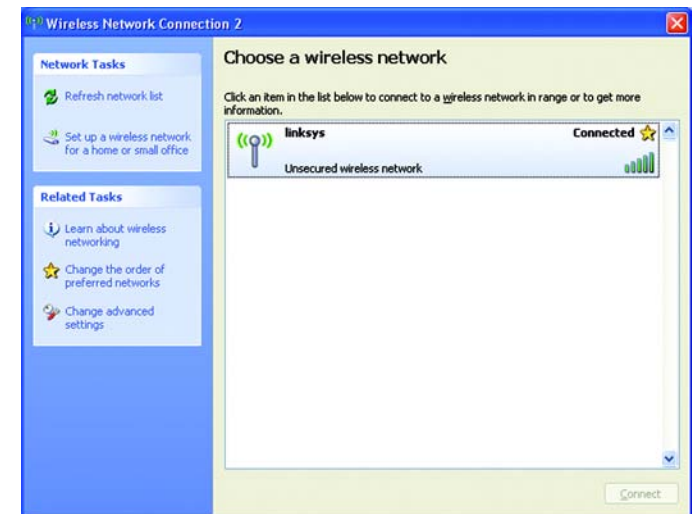 Wireless Network Connection 2
Network Tasks
Refresh network list
Set up a wireless network
for a home or small office
Related Tasks
Learn about wireless
networking
Change the order of
preferred networks
Change advanced
settings
Choose a wireless network
Click an item in the list below to connect to a wireless network in range or to get more
information.
linksys
Connected
Unsecured wireless network
Connect